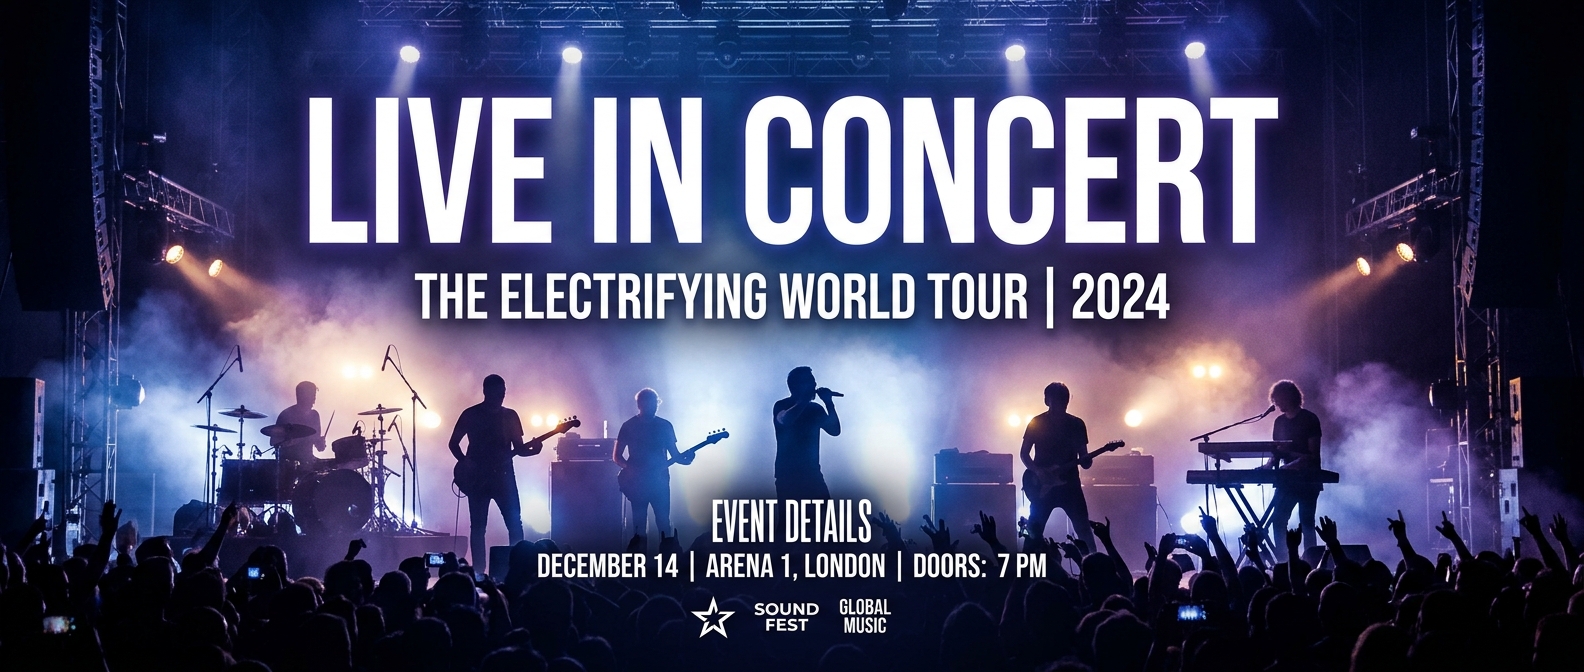 LIVE IN CONCERT
THE ELECTRIFYING WORLD TOUR | 2024
EVENT DETAILS
DECEMBER 14 | ARENA 1, LONDON | DOORS: 7 PM
SOUND
FEST
GLOBAL
MUSIC